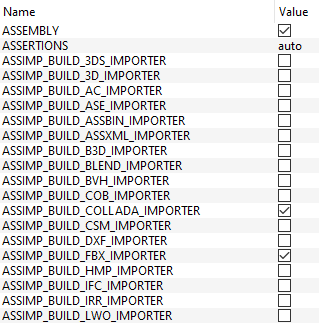 Name Value
ASSEMBLY
ASSERTIONS auto
ASSIMP_BUILD_3DS_IMPORTER
ASSIMP_BUILD_3D_IMPORTER
ASSIMP_BUILD_AC_IMPORTER
ASSIMP_BUILD_ASE_IMPORTER
ASSIMP_BUILD_ASSBIN_IMPORTER
ASSIMP_BUILD_ASSXML_IMPORTER
ASSIMP_BUILD_B3D_IMPORTER
ASSIMP_BUILD_BLEND_IMPORTER
ASSIMP_BUILD_BVH_IMPORTER
ASSIMP_BUILD_COB_IMPORTER
ASSIMP_BUILD_COLLADA_IMPORTER
ASSIMP_BUILD_CSM_IMPORTER
ASSIMP_BUILD_DXF_IMPORTER
ASSIMP_BUILD_FBX_IMPORTER
ASSIMP_BUILD_HMP_IMPORTER
ASSIMP_BUILD_IFC_IMPORTER
ASSIMP_BUILD_IRR_IMPORTER
ASSIMP_BUILD_LWO_IMPORTER